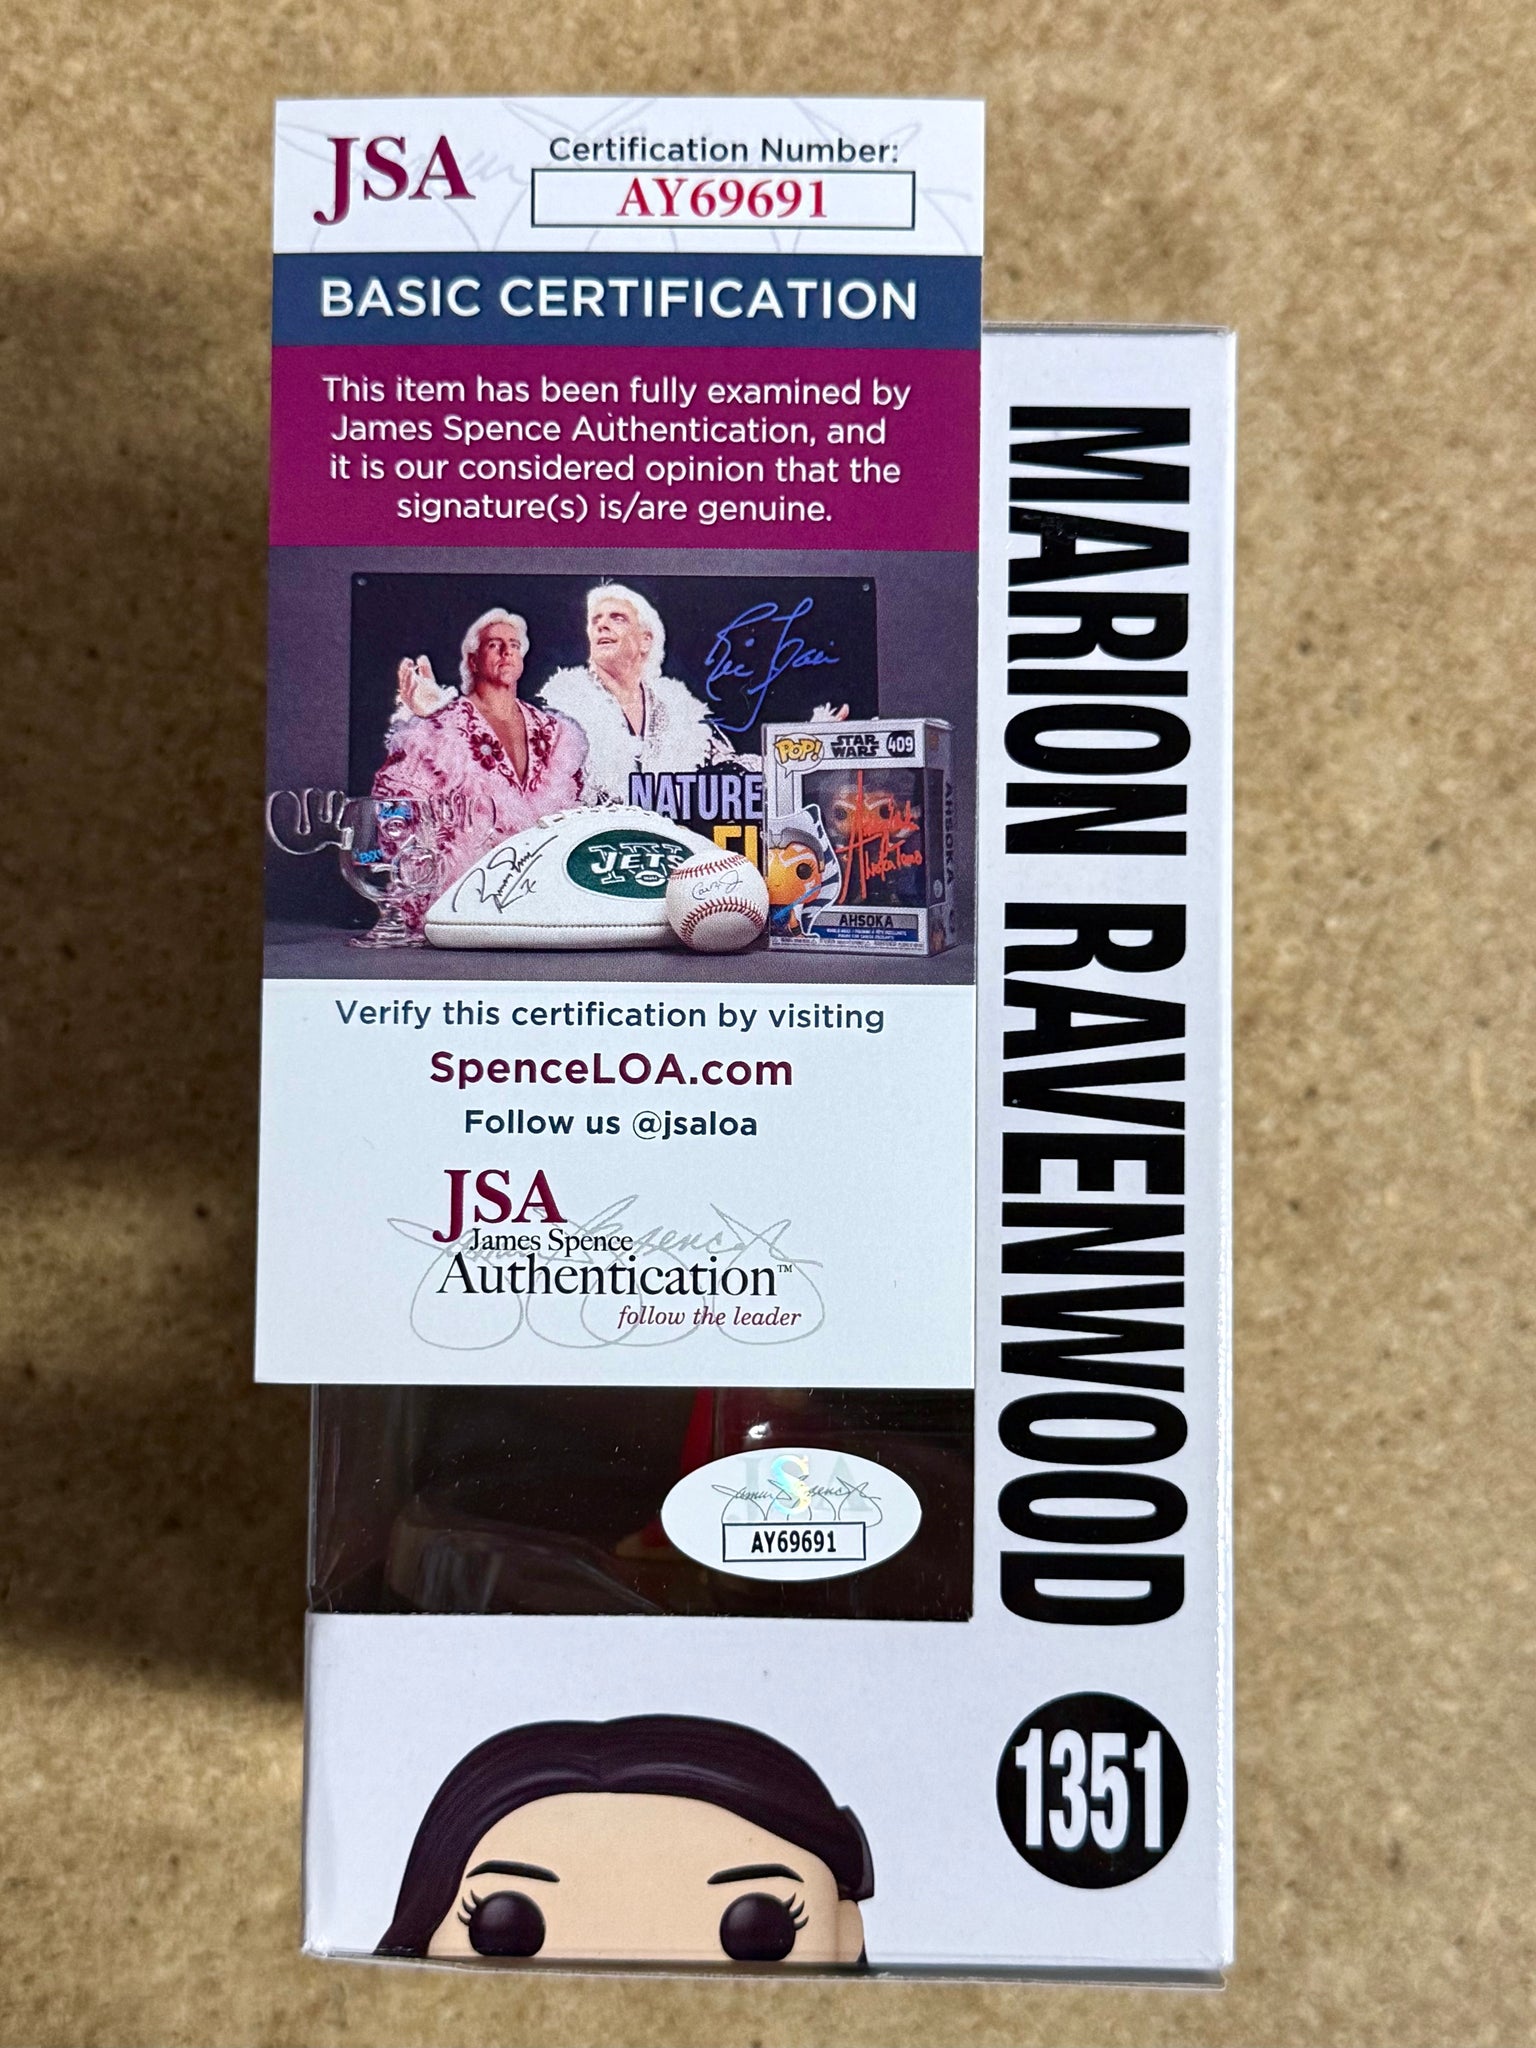 JSA
Certification Number:
AY69691
BASIC CERTIFICATION
This item has been fully examined by
James Spence Authentication, and
it is our considered opinion that the
signature(s) is/are genuine.
NATURE
JETS
POP!
STAR
WARS
409
AHSOKA
AHSOKA
Verify this certification by visiting
SpenceLOA.com
Follow us @jsaloa
JSA
James Spence
Authentication™
follow the leader
AY69691
MARION RAVENWOOD
1351